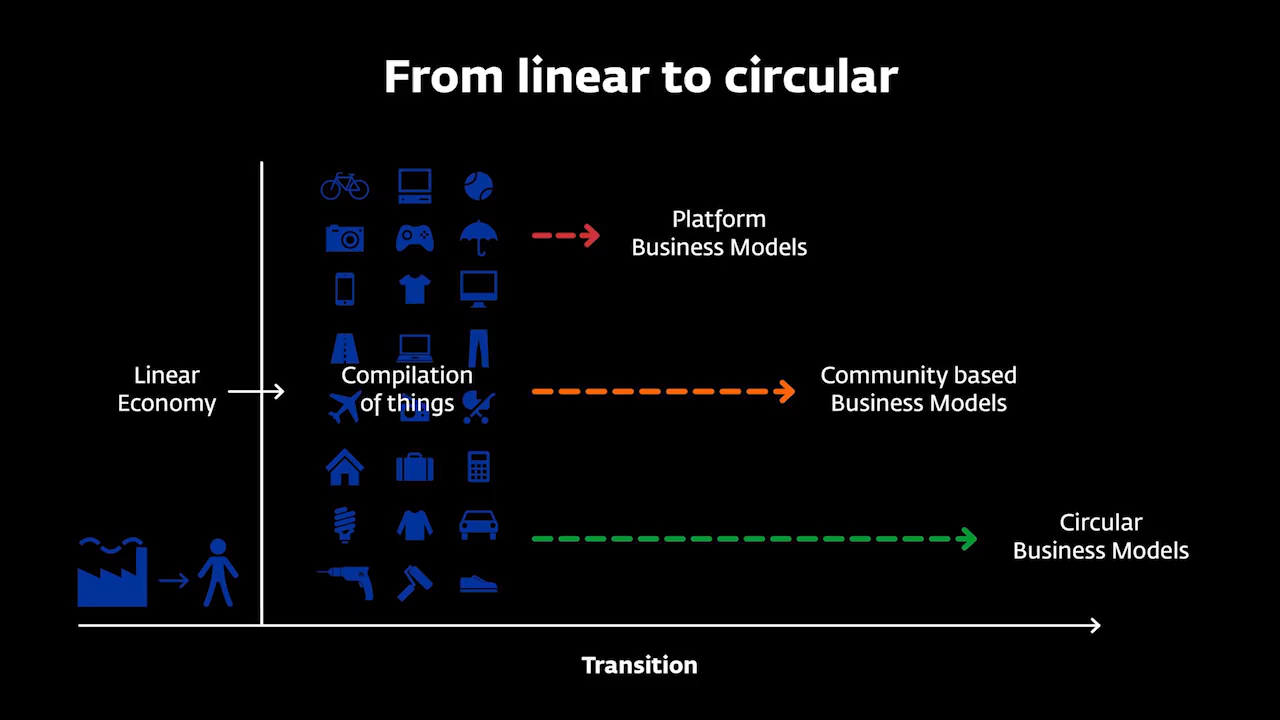 From linear to circular
Platform
Business Models
Linear
Economy
Compilation
of things
Community based
Business Models
Circular
Business Models
Transition